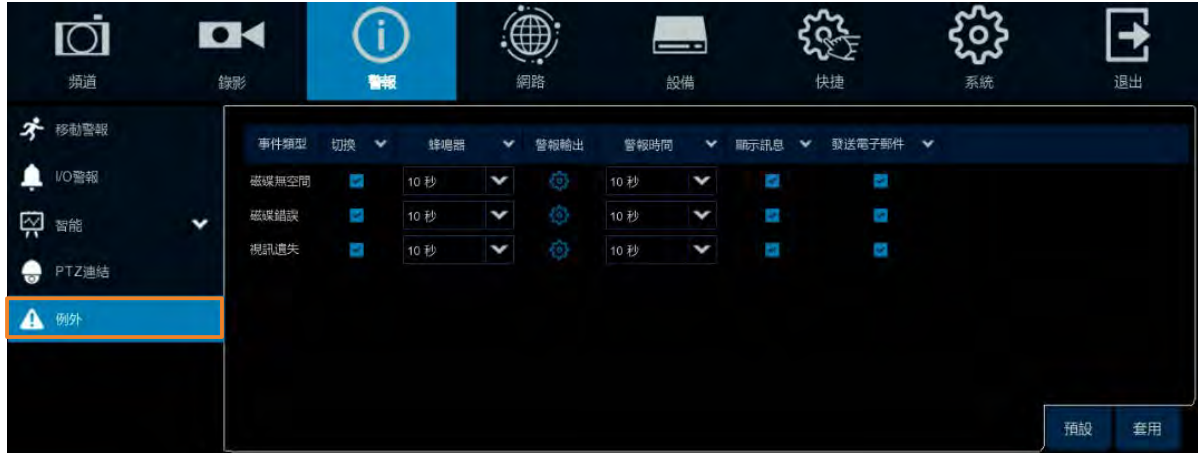 頻道 錄影 警報 網路 設備 快捷 系統 退出
移動警報
I/O警報
智能
PTZ連結
例外
事件類型 切換 蜂鳴器 警報輸出 警報時間 顯示訊息 發送電子郵件
磁碟無空間 10 秒 10 秒
磁碟錯誤 10 秒 10 秒
視訊遺失 10 秒 10 秒
預設 套用